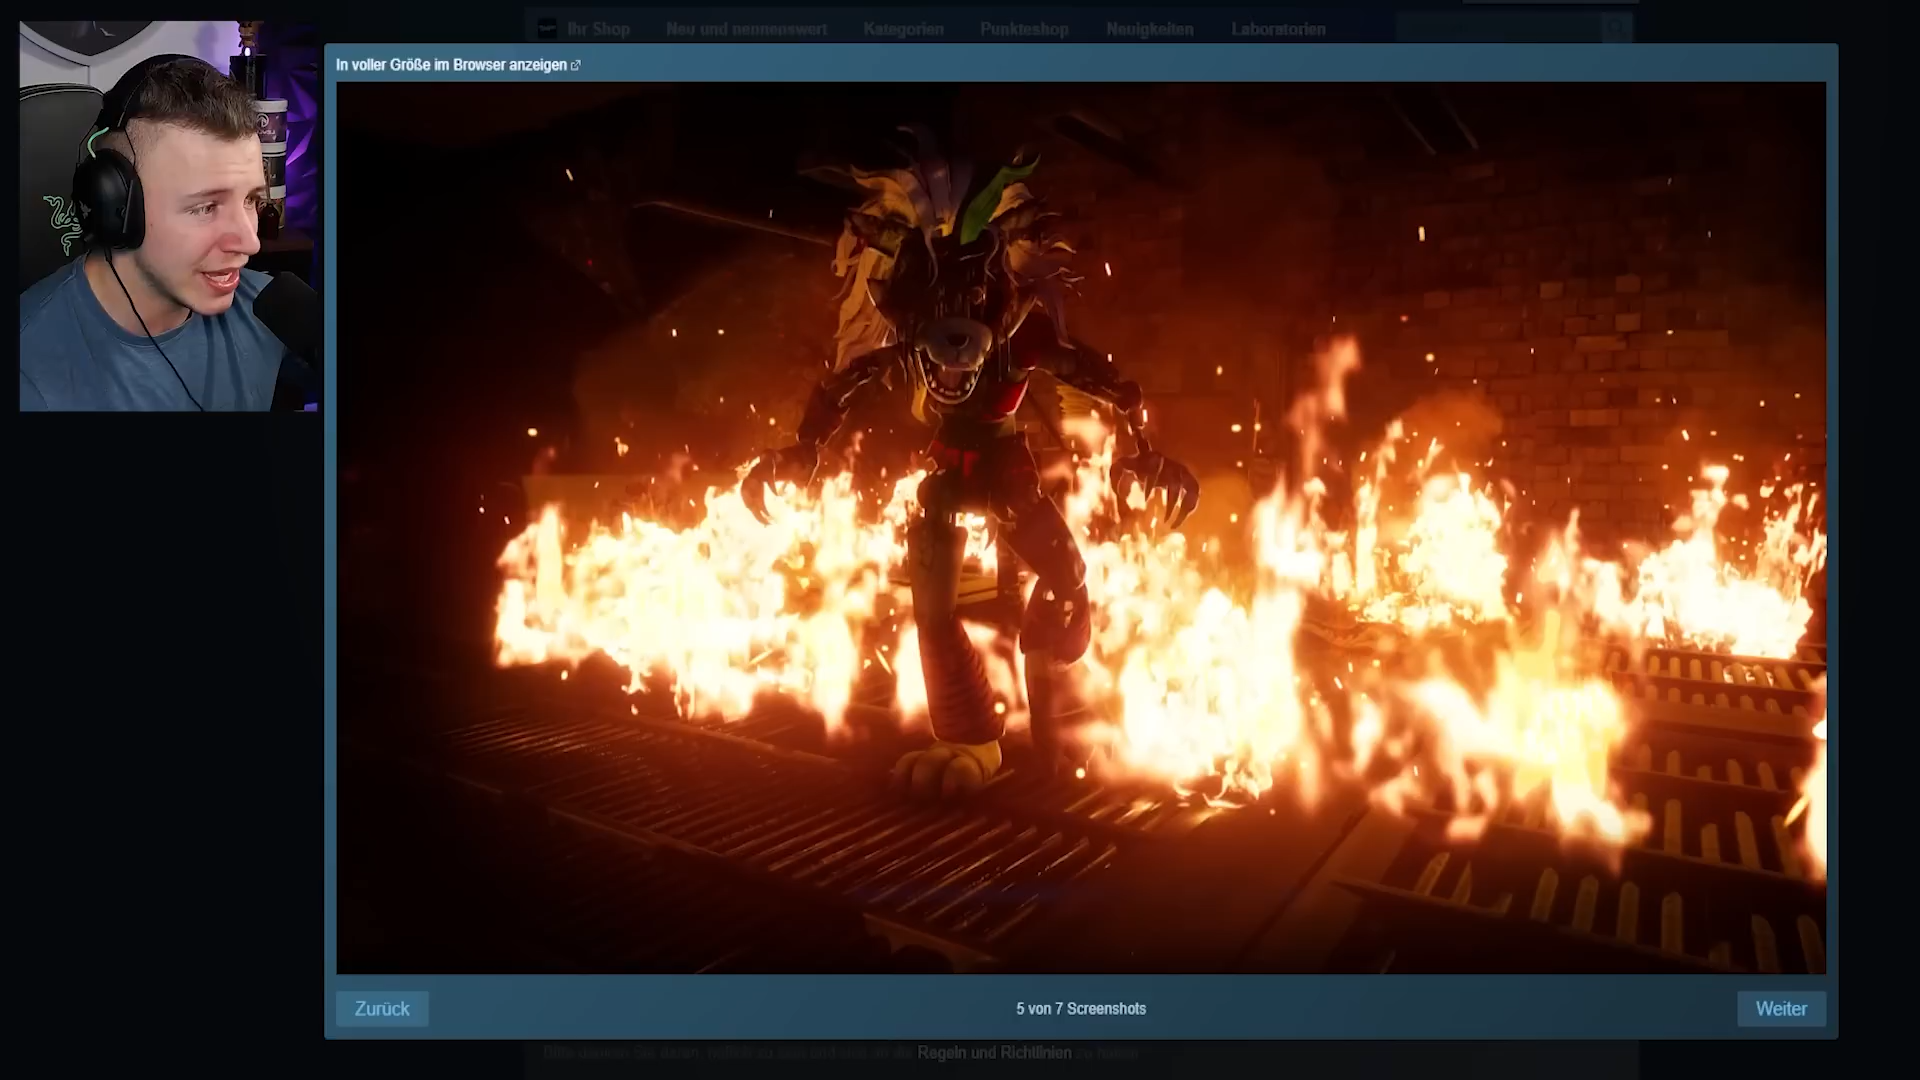 Ihr Shop Neu und nennenswert Kategorien Punkteshop Neuigkeiten Laboratorien
In voller Größe im Browser anzeigen
Zurück
5 von 7 Screenshots
Weiter
Regeln und Richtlinien